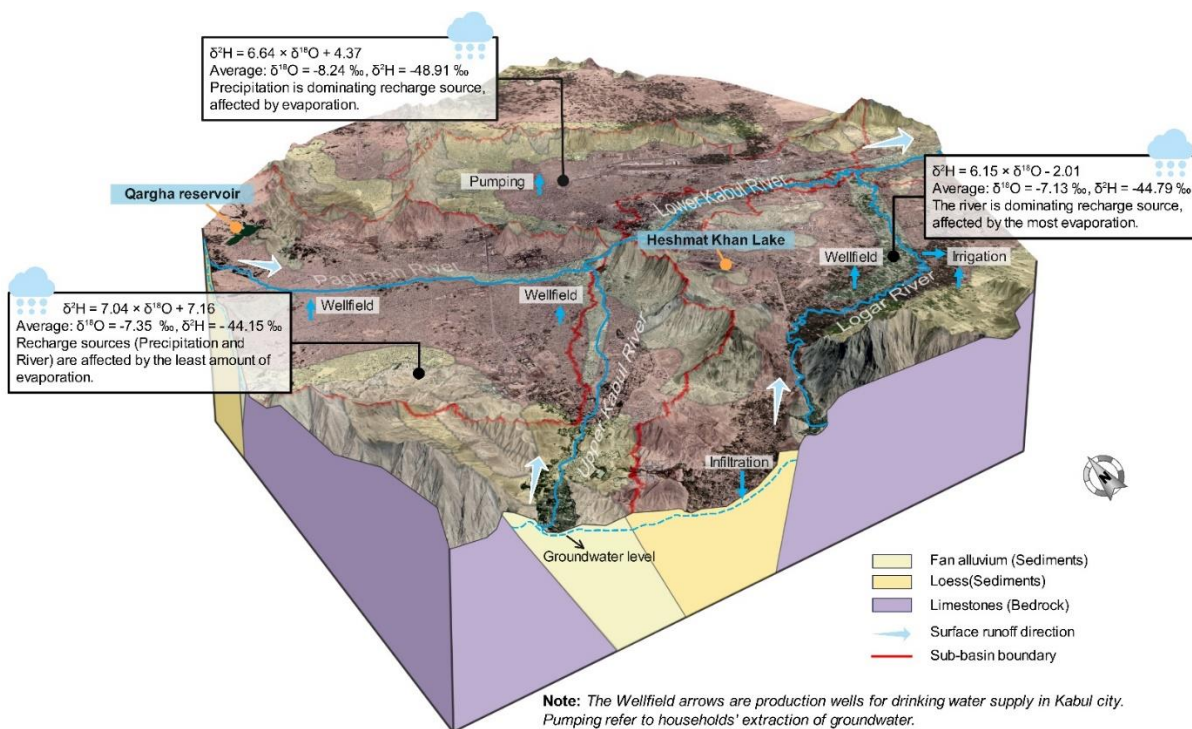 δ²H = 6.64 × δ¹⁸O + 4.37
Average: δ¹⁸O = -8.24 ‰, δ²H = -48.91 ‰
Precipitation is dominating recharge source,
affected by evaporation.
δ²H = 6.15 × δ¹⁸O - 2.01
Average: δ¹⁸O = -7.13 ‰, δ²H = -44.79 ‰
The river is dominating recharge source,
affected by the most evaporation.
Pumping
Qargha reservoir
Lower Kabul River
Heshmat Khan Lake
Wellfield
Irrigation
Paghman River
Logar River
Wellfield
Wellfield
δ²H = 7.04 × δ¹⁸O + 7.16
Average: δ¹⁸O = -7.35 ‰, δ²H = - 44.15 ‰
Recharge sources (Precipitation and
River) are affected by the least amount of
evaporation.
Upper Kabul River
Infiltration
N
Groundwater level
Fan alluvium (Sediments)
Loess(Sediments)
Limestones (Bedrock)
Surface runoff direction
Sub-basin boundary
Note: The Wellfield arrows are production wells for drinking water supply in Kabul city.
Pumping refer to households' extraction of groundwater.